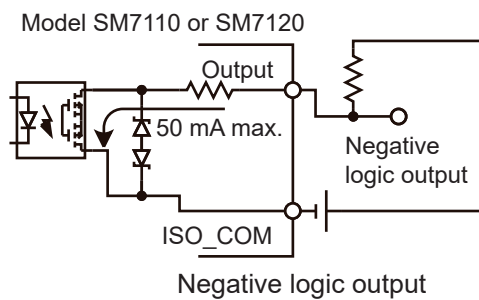 Model SM7110 or SM7120
Output
50 mA max.
Negative
logic output
ISO_COM
Negative logic output